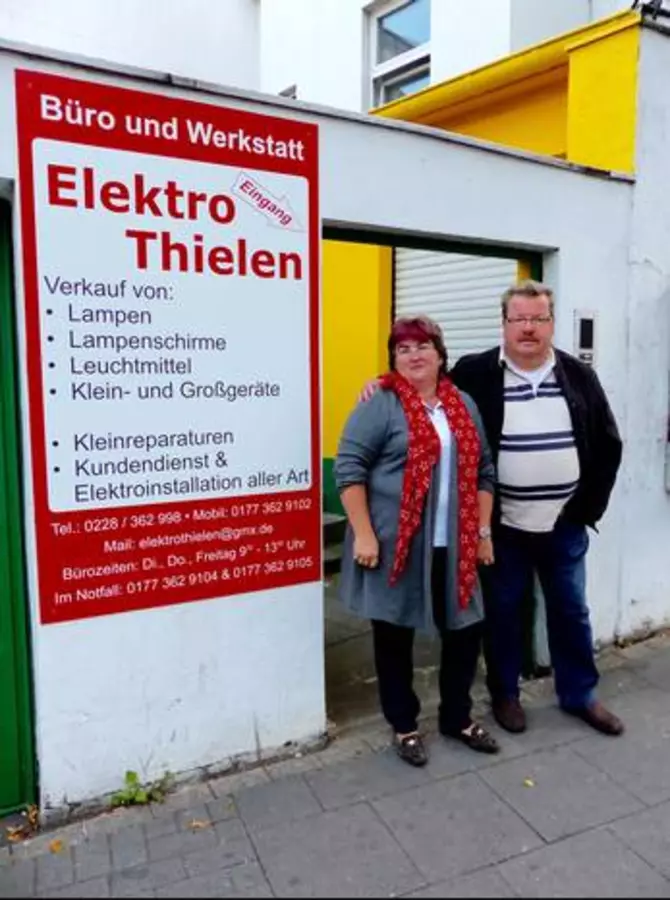 Büro und Werkstatt
Elektro
Eingang
Thielen
Verkauf von:
• Lampen
• Lampenschirme
• Leuchtmittel
• Klein- und Großgeräte
• Kleinreparaturen
• Kundendienst &
Elektroinstallation aller Art
Tel.: 0228 / 362 998 • Mobil: 0177 362 9102
Mail: elektrothielen@gmx.de
Bürozeiten: Di., Do., Freitag 9°° - 13°° Uhr
Im Notfall: 0177 362 9104 & 0177 362 9105